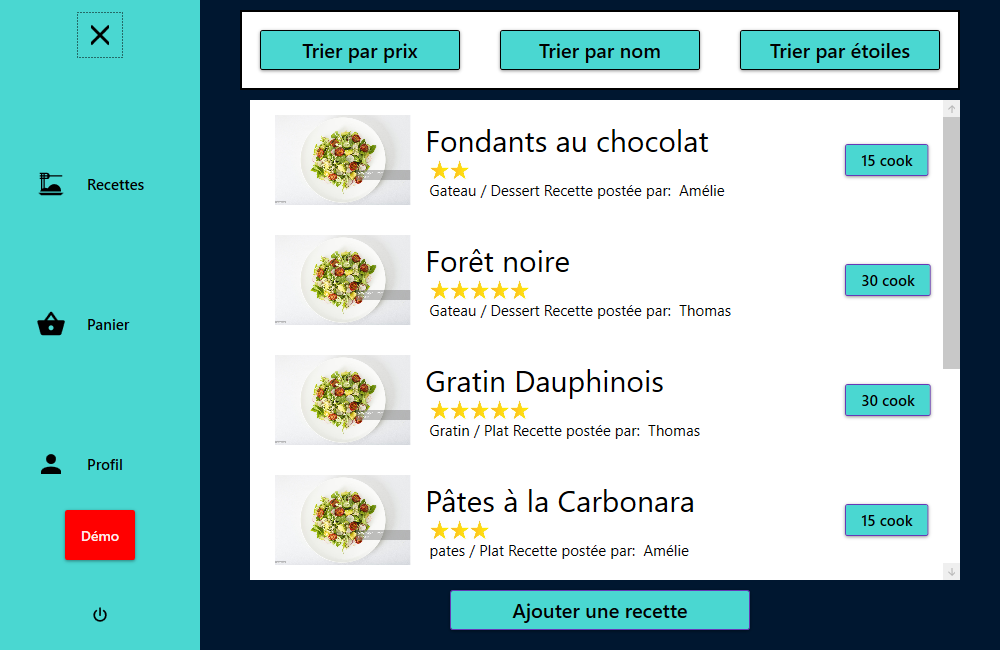 Trier par prix
Trier par nom
Trier par étoiles
Recettes
Panier
Profil
Démo
Fondants au chocolat
Gateau / Dessert Recette postée par: Amélie
15 cook
Forêt noire
Gateau / Dessert Recette postée par: Thomas
30 cook
Gratin Dauphinois
Gratin / Plat Recette postée par: Thomas
30 cook
Pâtes à la Carbonara
pates / Plat Recette postée par: Amélie
15 cook
Ajouter une recette